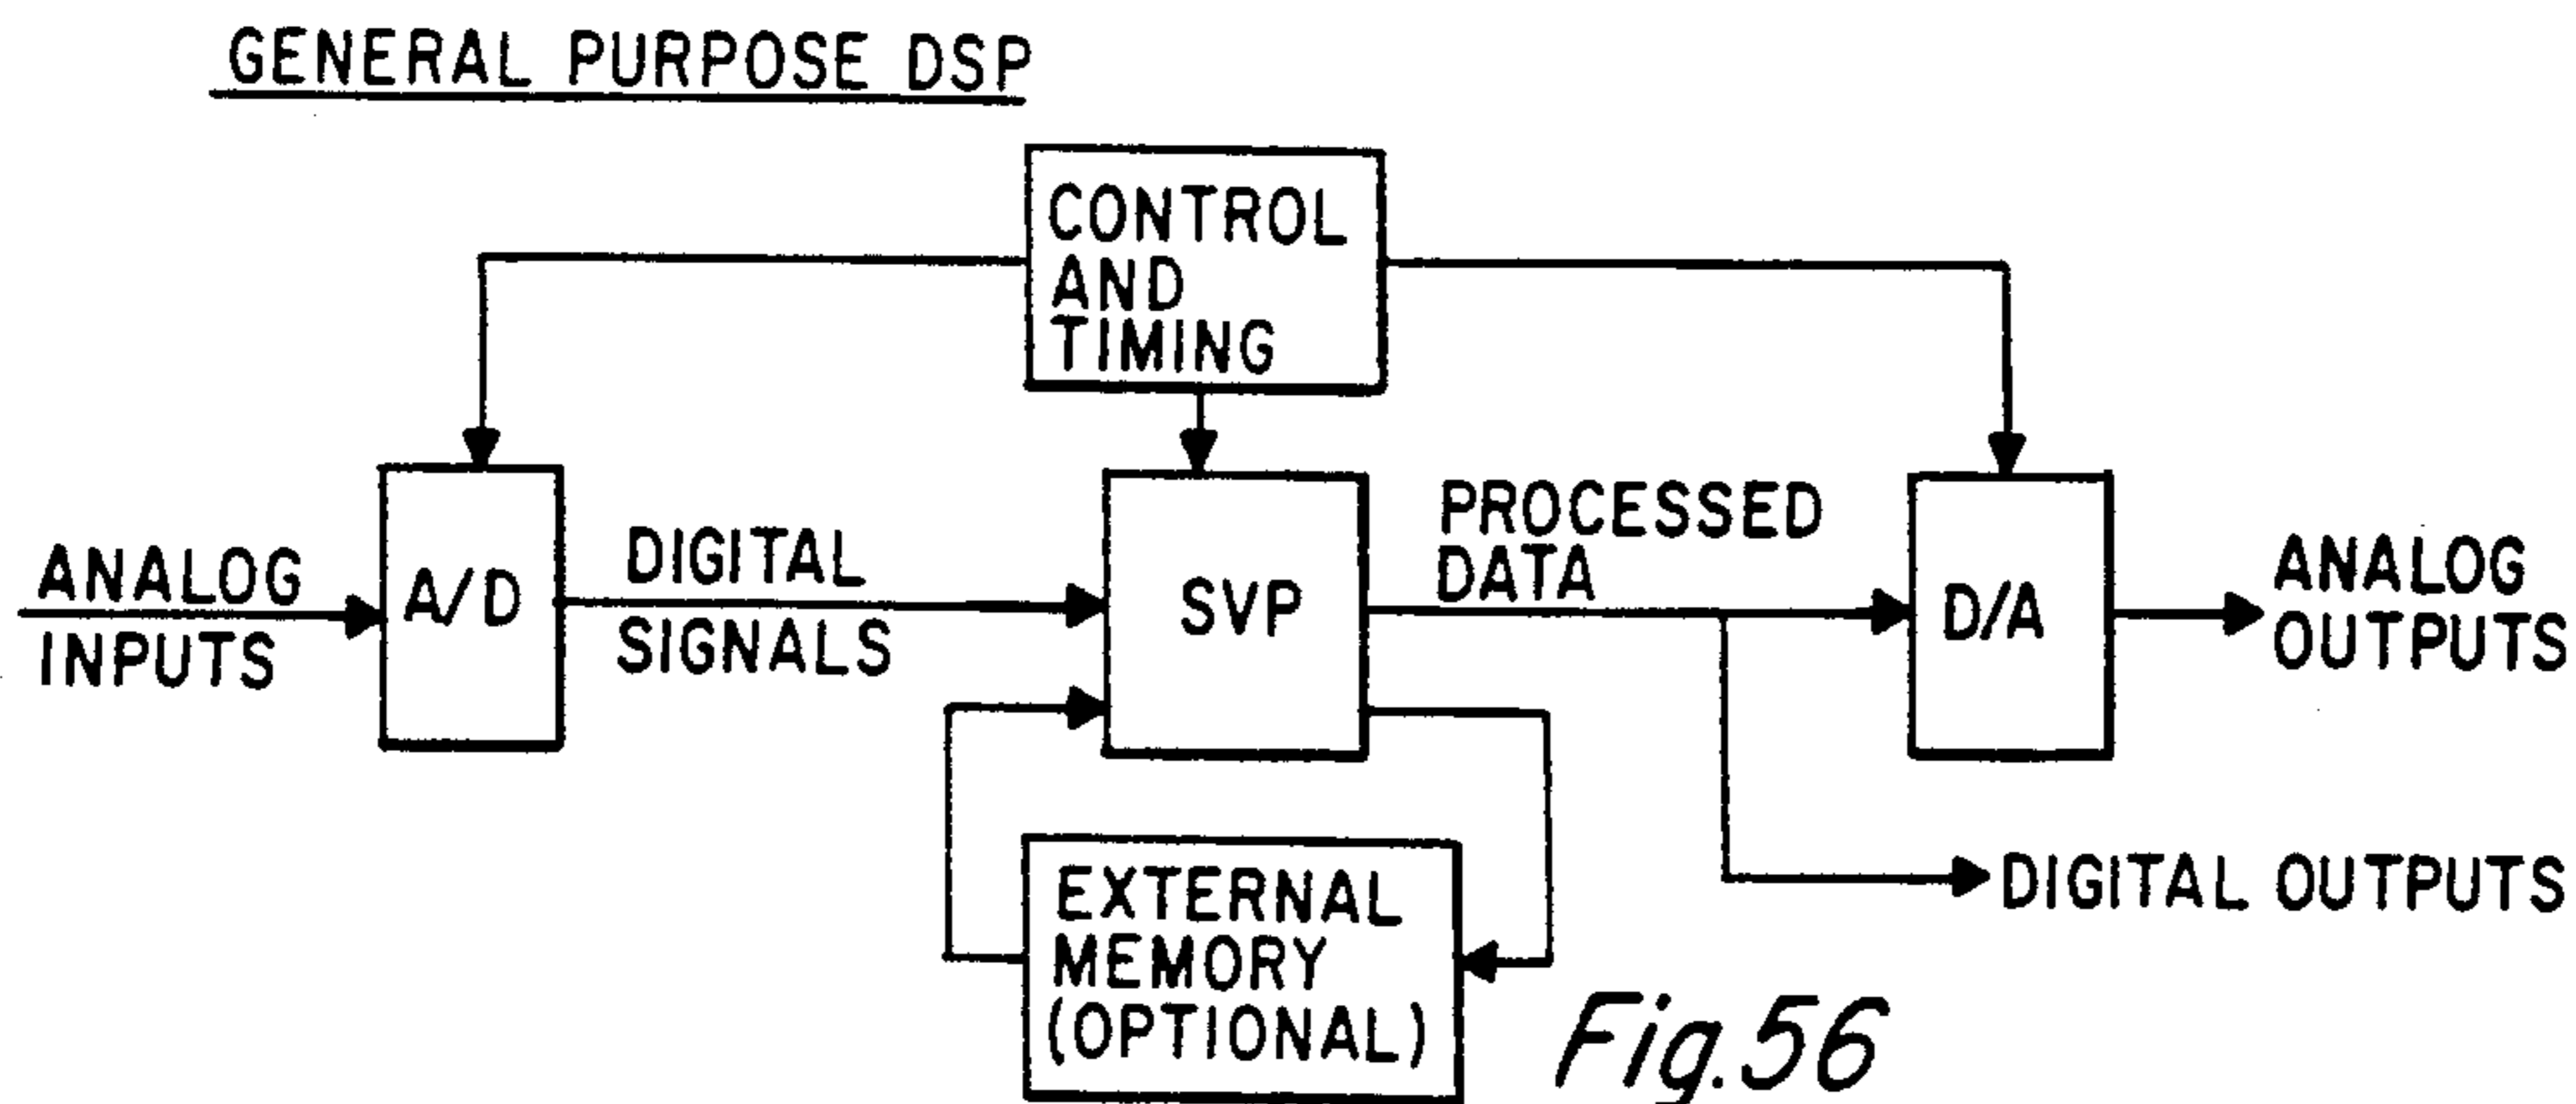 GENERAL PURPOSE DSP
CONTROL
AND
TIMING
ANALOG
INPUTS
A/D
DIGITAL
SIGNALS
SVP
PROCESSED
DATA
D/A
ANALOG
OUTPUTS
DIGITAL OUTPUTS
EXTERNAL
MEMORY
(OPTIONAL)
Fig.56